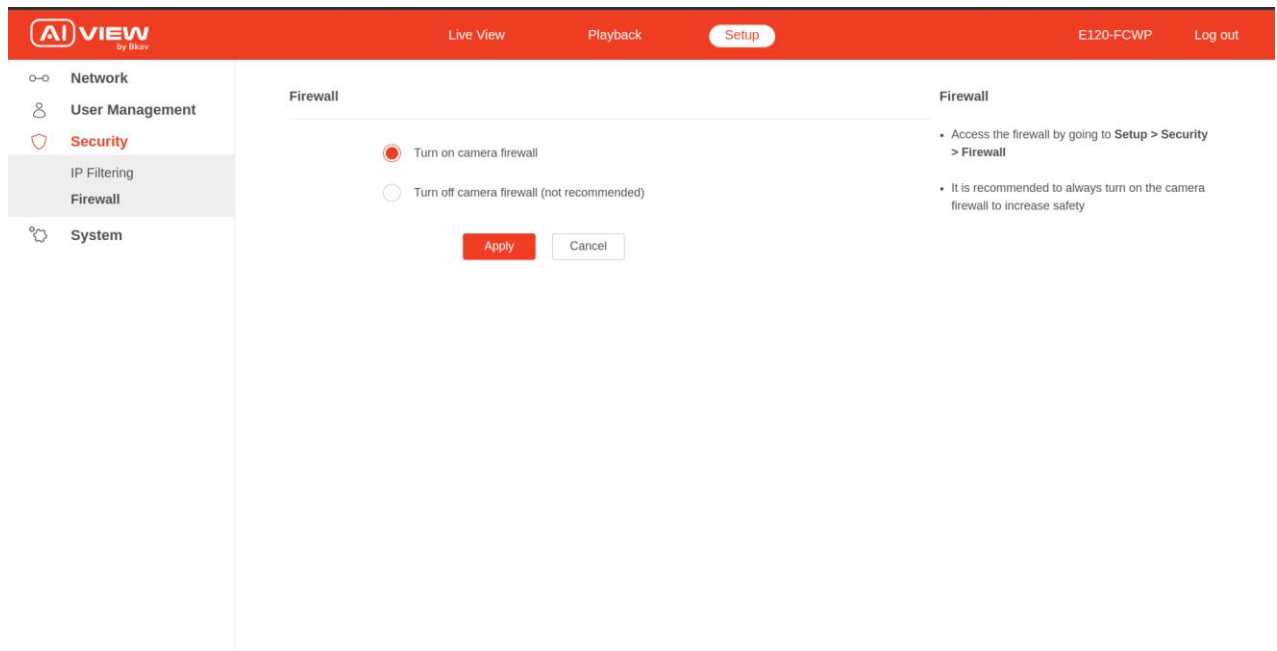 AI VIEW
by Bkav
Live View
Playback
Setup
E120-FCWP
Log out
Network
User Management
Security
IP Filtering
Firewall
System
Firewall
Turn on camera firewall
Turn off camera firewall (not recommended)
Apply
Cancel
Firewall
• Access the firewall by going to Setup > Security
> Firewall
• It is recommended to always turn on the camera
firewall to increase safety